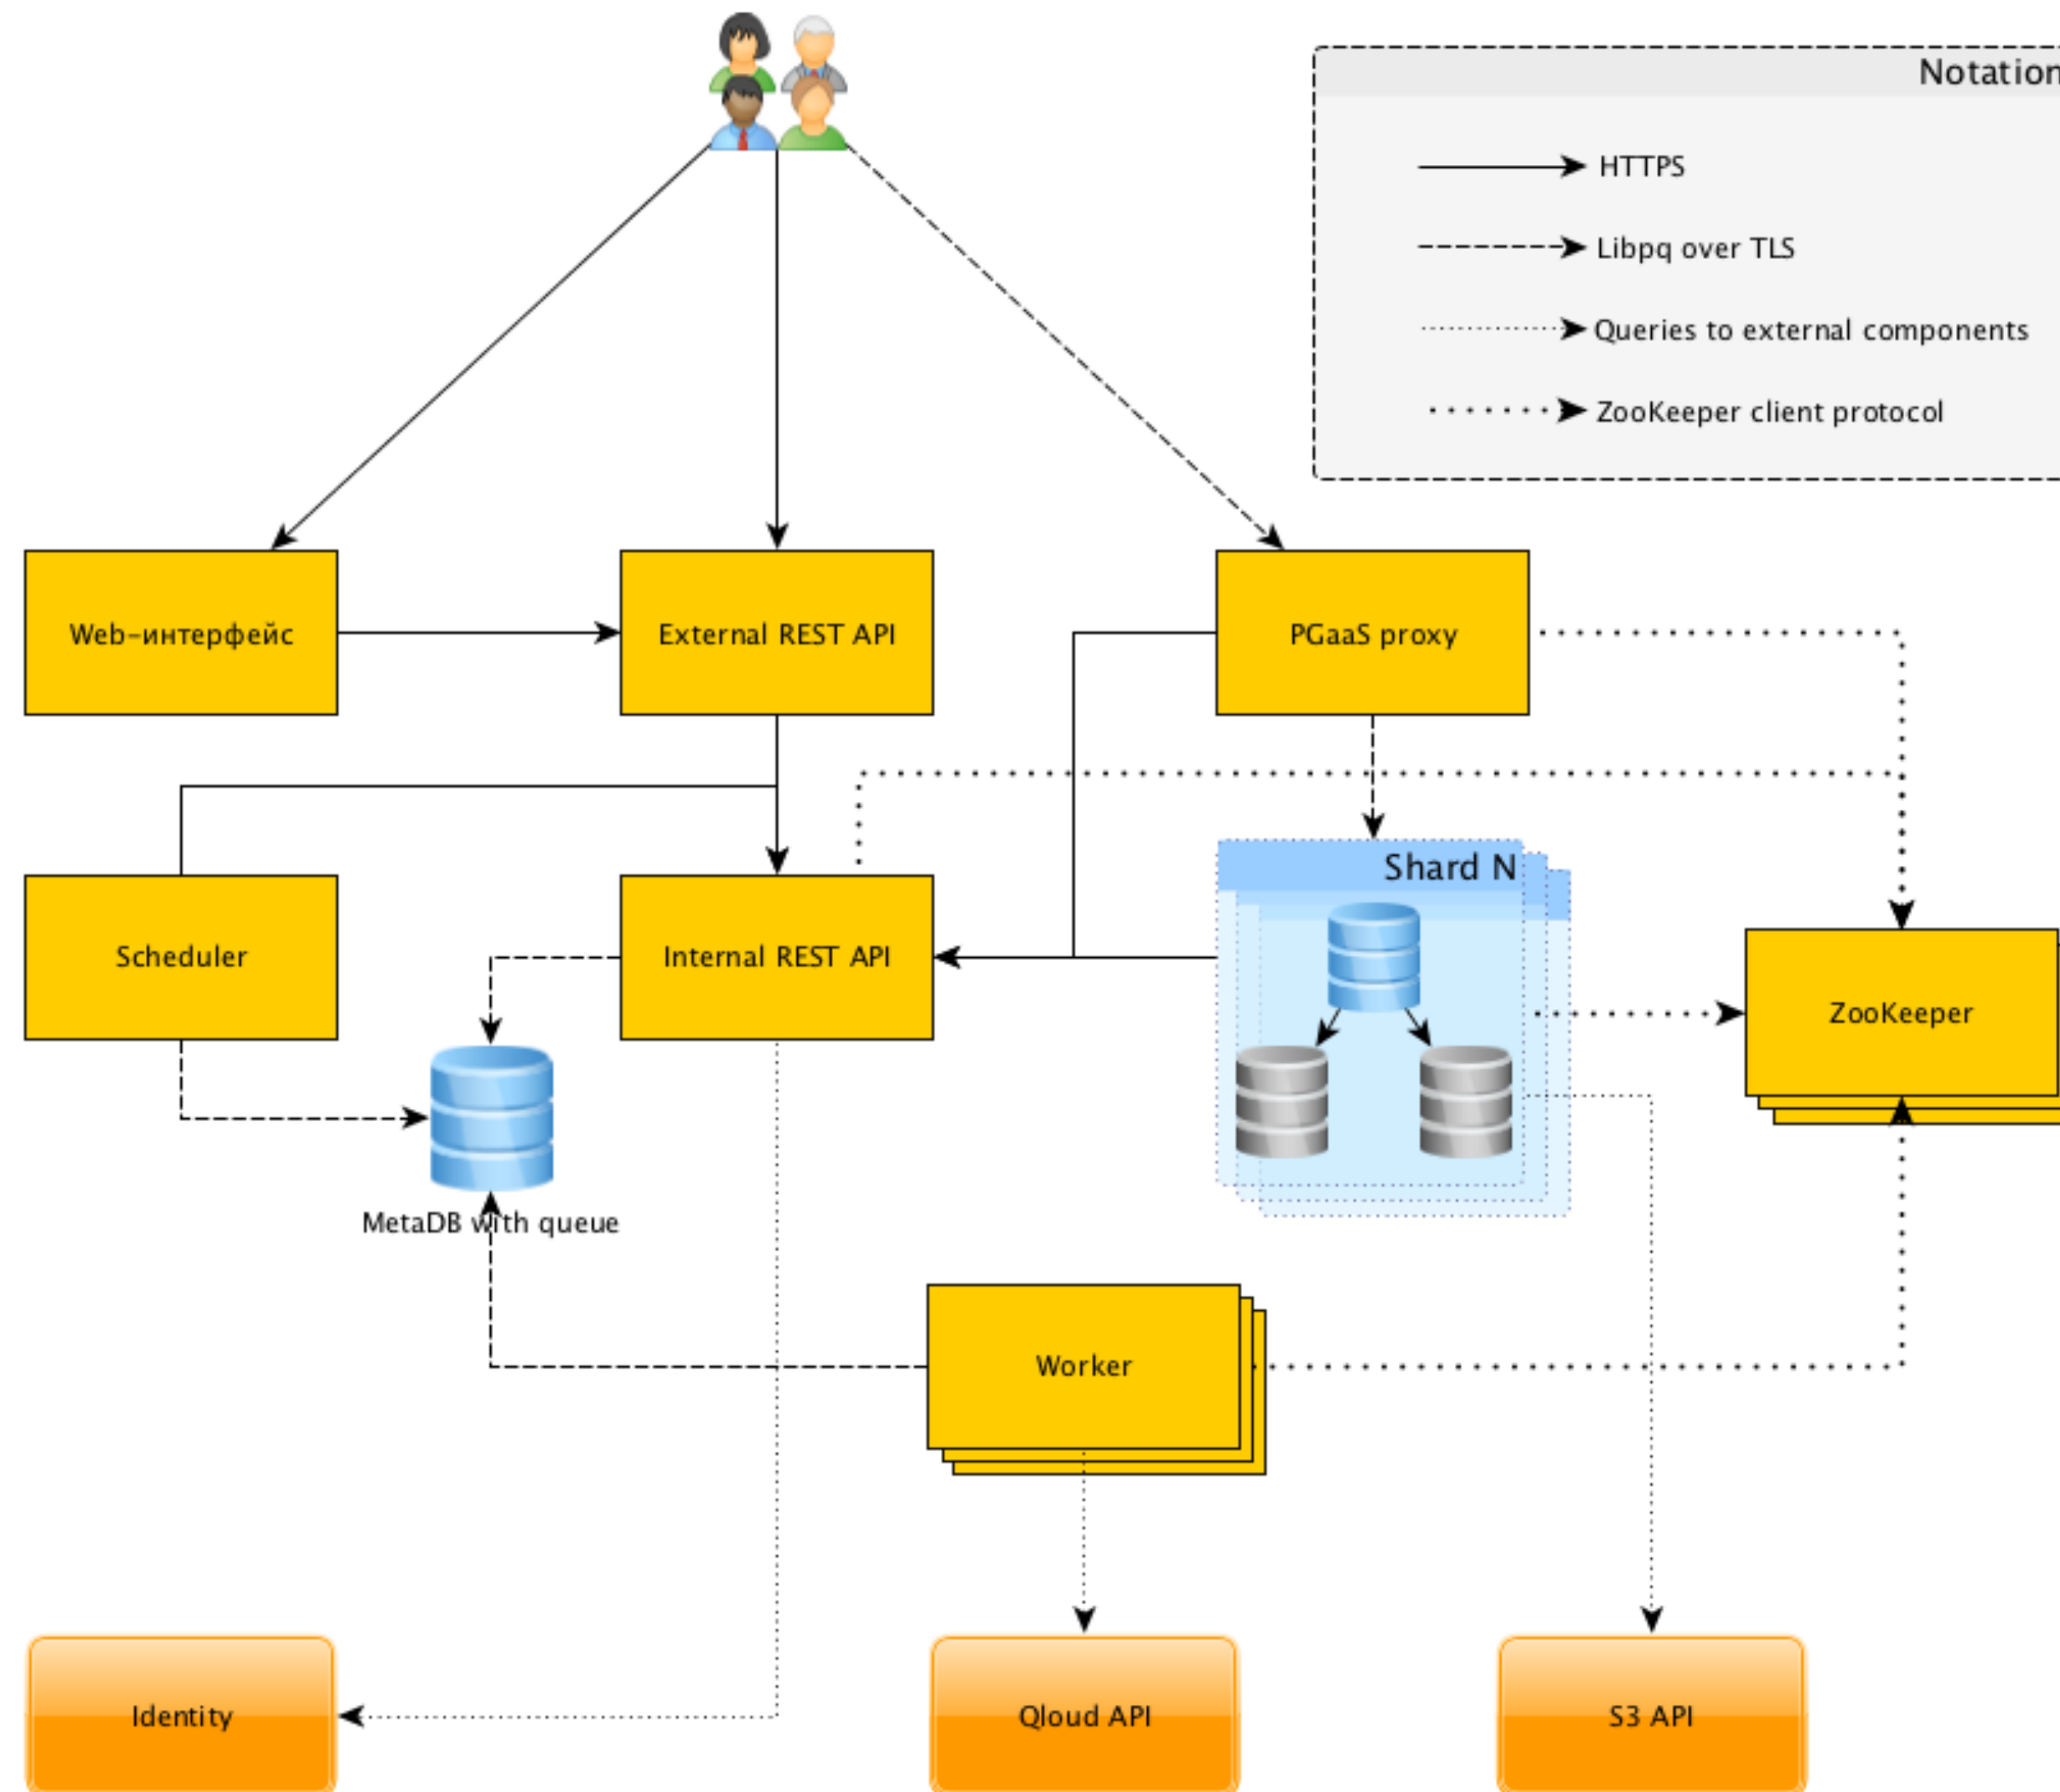 Notation
HTTPS
Libpq over TLS
Queries to external components
ZooKeeper client protocol
Web-интерфейс
External REST API
PGaaS proxy
Shard N
Scheduler
Internal REST API
ZooKeeper
MetaDB with queue
Worker
Identity
Qloud API
S3 API